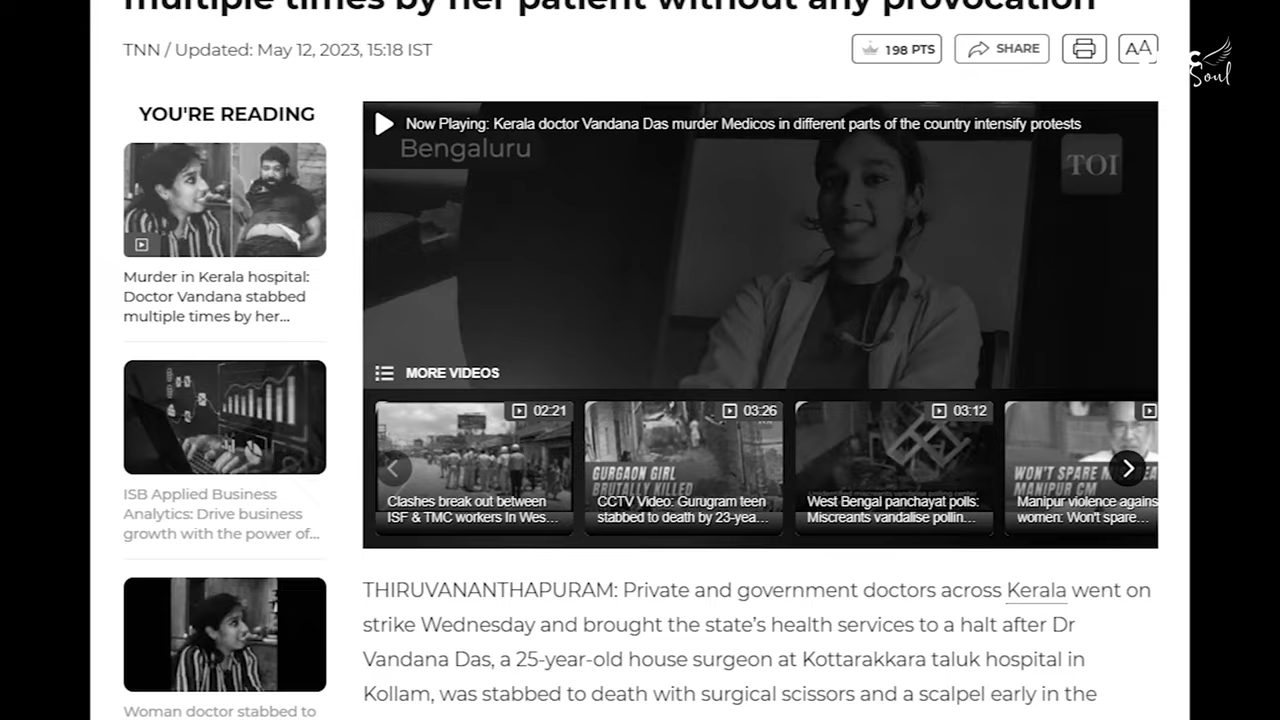 multiple times by her patient without any provocation
TNN / Updated: May 12, 2023, 15:18 IST
198 PTS
SHARE
AA
Soul
YOU'RE READING
Murder in Kerala hospital:
Doctor Vandana stabbed
multiple times by her...
ISB Applied Business
Analytics: Drive business
growth with the power of...
Woman doctor stabbed to
Now Playing: Kerala doctor Vandana Das murder Medicos in different parts of the country intensify protests
Bengaluru
TOI
MORE VIDEOS
02:21
Clashes break out between
ISF & TMC workers In Wes...
03:26
GURGAON GIRL
BRUTALLY KILLED
CCTV Video: Gurugram teen
stabbed to death by 23-yea...
03:12
West Bengal panchayat polls:
Miscreants vandalise pollin...
WON'T SPARE
MANIPUR CM
Manipur violence agains
women: Won't spare...
THIRUVANANTHAPURAM: Private and government doctors across Kerala went on
strike Wednesday and brought the state's health services to a halt after Dr
Vandana Das, a 25-year-old house surgeon at Kottarakkara taluk hospital in
Kollam, was stabbed to death with surgical scissors and a scalpel early in the